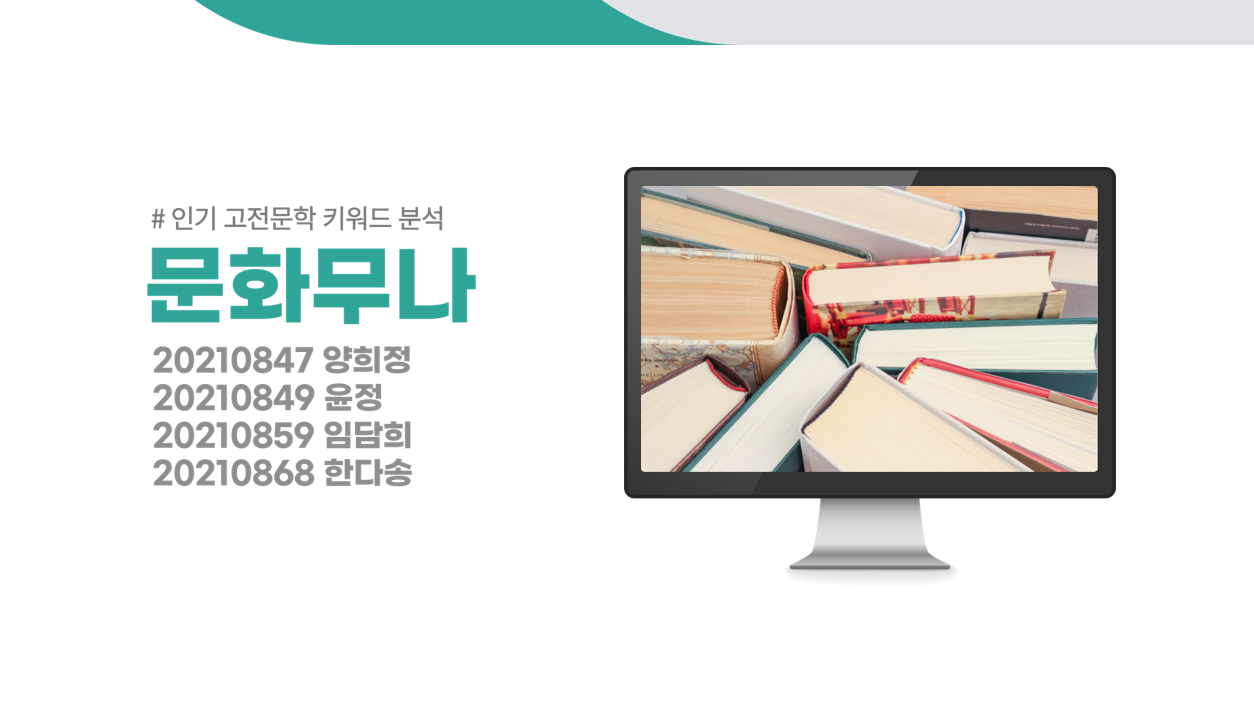 # 인기 고전문학 키워드 분석
문화무나
20210847 양희정
20210849 윤정
20210859 임담희
20210868 한다송